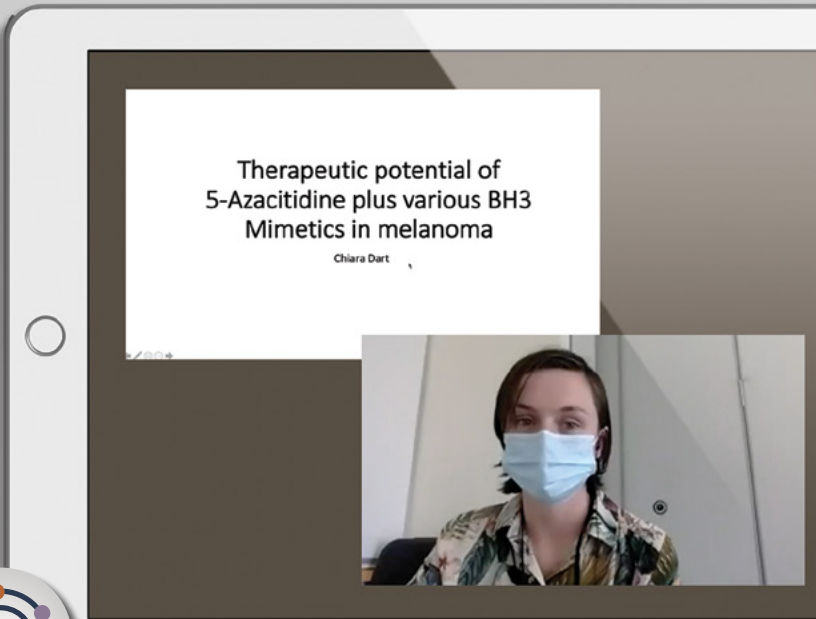 Therapeutic potential of
5-Azacitidine plus various BH3
Mimetics in melanoma
Chiara Dart